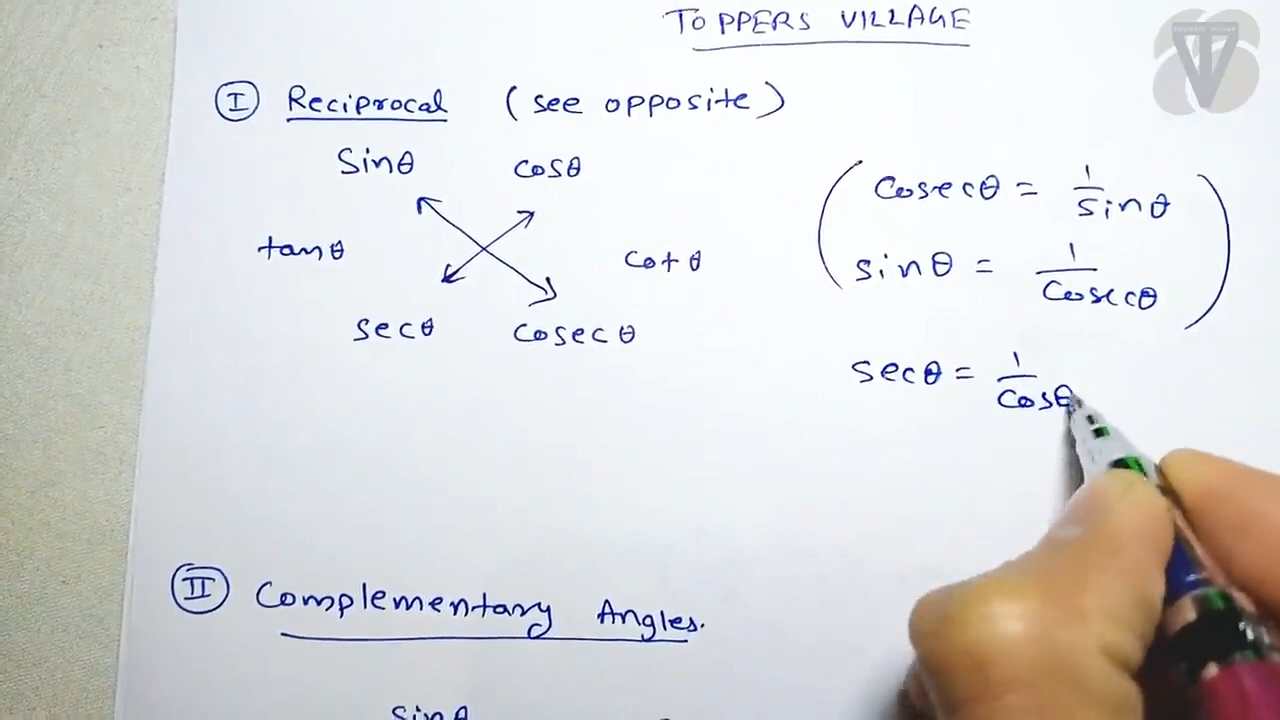 TOPPERS VILLAGE
I Reciprocal (see opposite)
Sinθ cosθ
tanθ cotθ
secθ cosecθ
cosecθ = 1/sinθ
sinθ = 1/cosecθ
secθ = 1/cosθ
II Complementary Angles.
sinθ